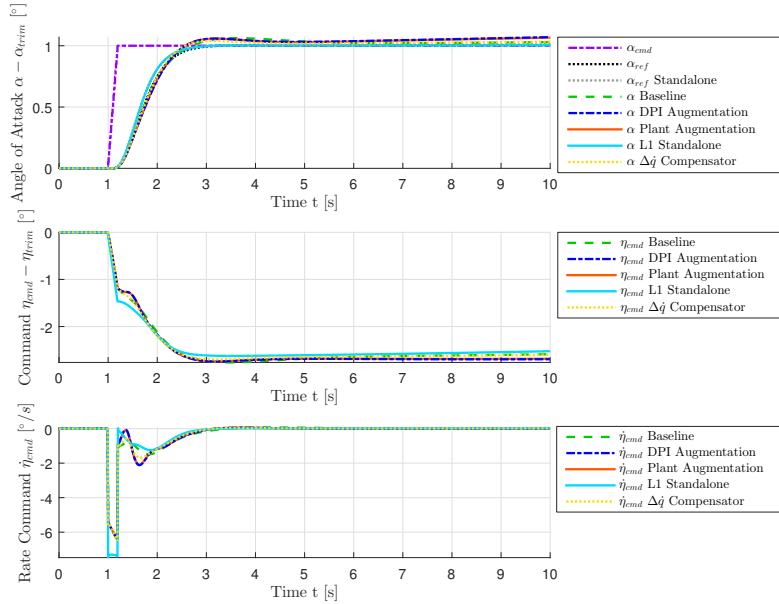 Angle of Attack α − α_trim [°]
1
0.5
0
0 1 2 3 4 5 6 7 8 9 10
Time t [s]
α_cmd
α_ref
α_ref Standalone
α Baseline
α DPI Augmentation
α Plant Augmentation
α L1 Standalone
α Δq̇ Compensator
Command η_cmd − η_trim [°]
0
-1
-2
0 1 2 3 4 5 6 7 8 9 10
Time t [s]
η_cmd Baseline
η_cmd DPI Augmentation
η_cmd Plant Augmentation
η_cmd L1 Standalone
η_cmd Δq̇ Compensator
Rate Command η̇_cmd [°/s]
0
-2
-4
-6
0 1 2 3 4 5 6 7 8 9 10
Time t [s]
η̇_cmd Baseline
η̇_cmd DPI Augmentation
η̇_cmd Plant Augmentation
η̇_cmd L1 Standalone
η̇_cmd Δq̇ Compensator